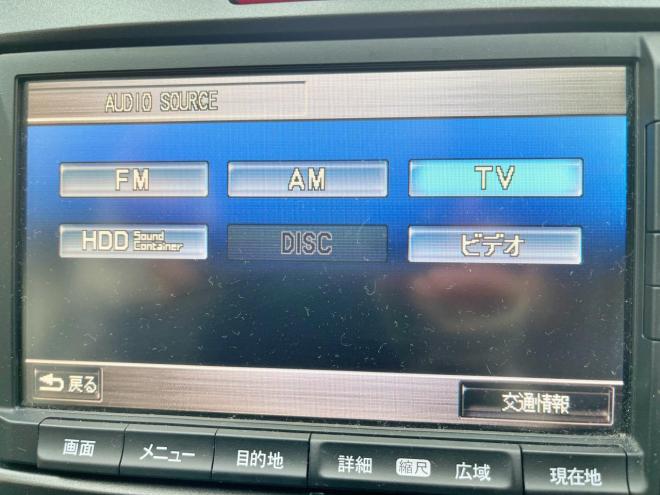 AUDIO SOURCE
FM AM TV
HDD Sound Container DISC ビデオ
戻る 交通情報
画面 メニュー 目的地 詳細 縮尺 広域 現在地